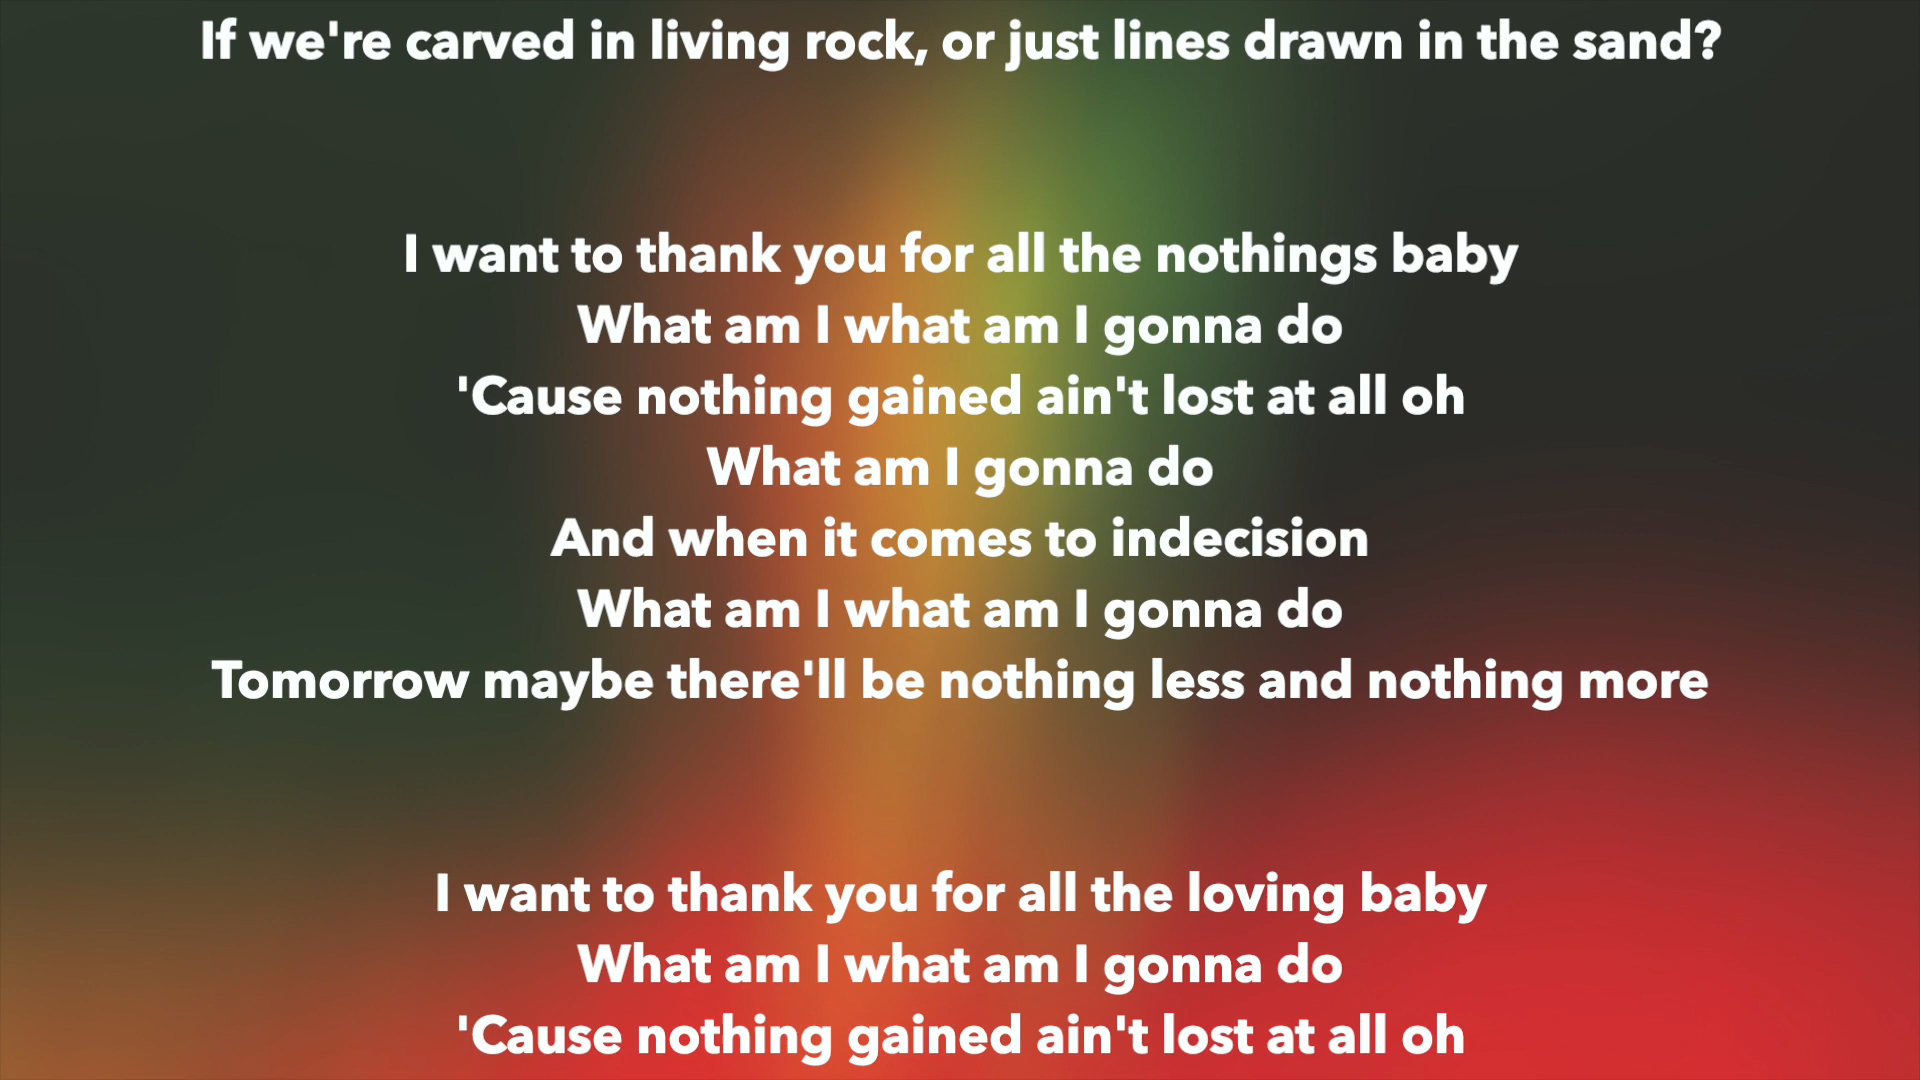 If we're carved in living rock, or just lines drawn in the sand?
I want to thank you for all the nothings baby
What am I what am I gonna do
'Cause nothing gained ain't lost at all oh
What am I gonna do
And when it comes to indecision
What am I what am I gonna do
Tomorrow maybe there'll be nothing less and nothing more
I want to thank you for all the loving baby
What am I what am I gonna do
'Cause nothing gained ain't lost at all oh